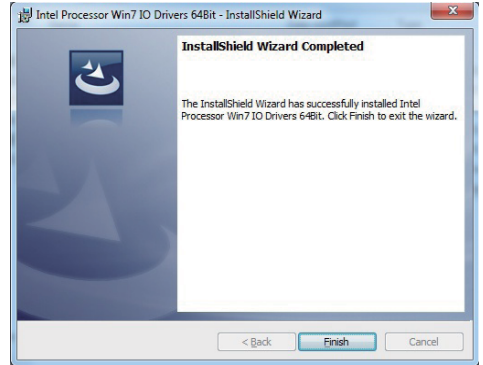 Intel Processor Win7 IO Drivers 64Bit - InstallShield Wizard
InstallShield Wizard Completed
The InstallShield Wizard has successfully installed Intel
Processor Win7 IO Drivers 64Bit. Click Finish to exit the wizard.
< Back
Finish
Cancel